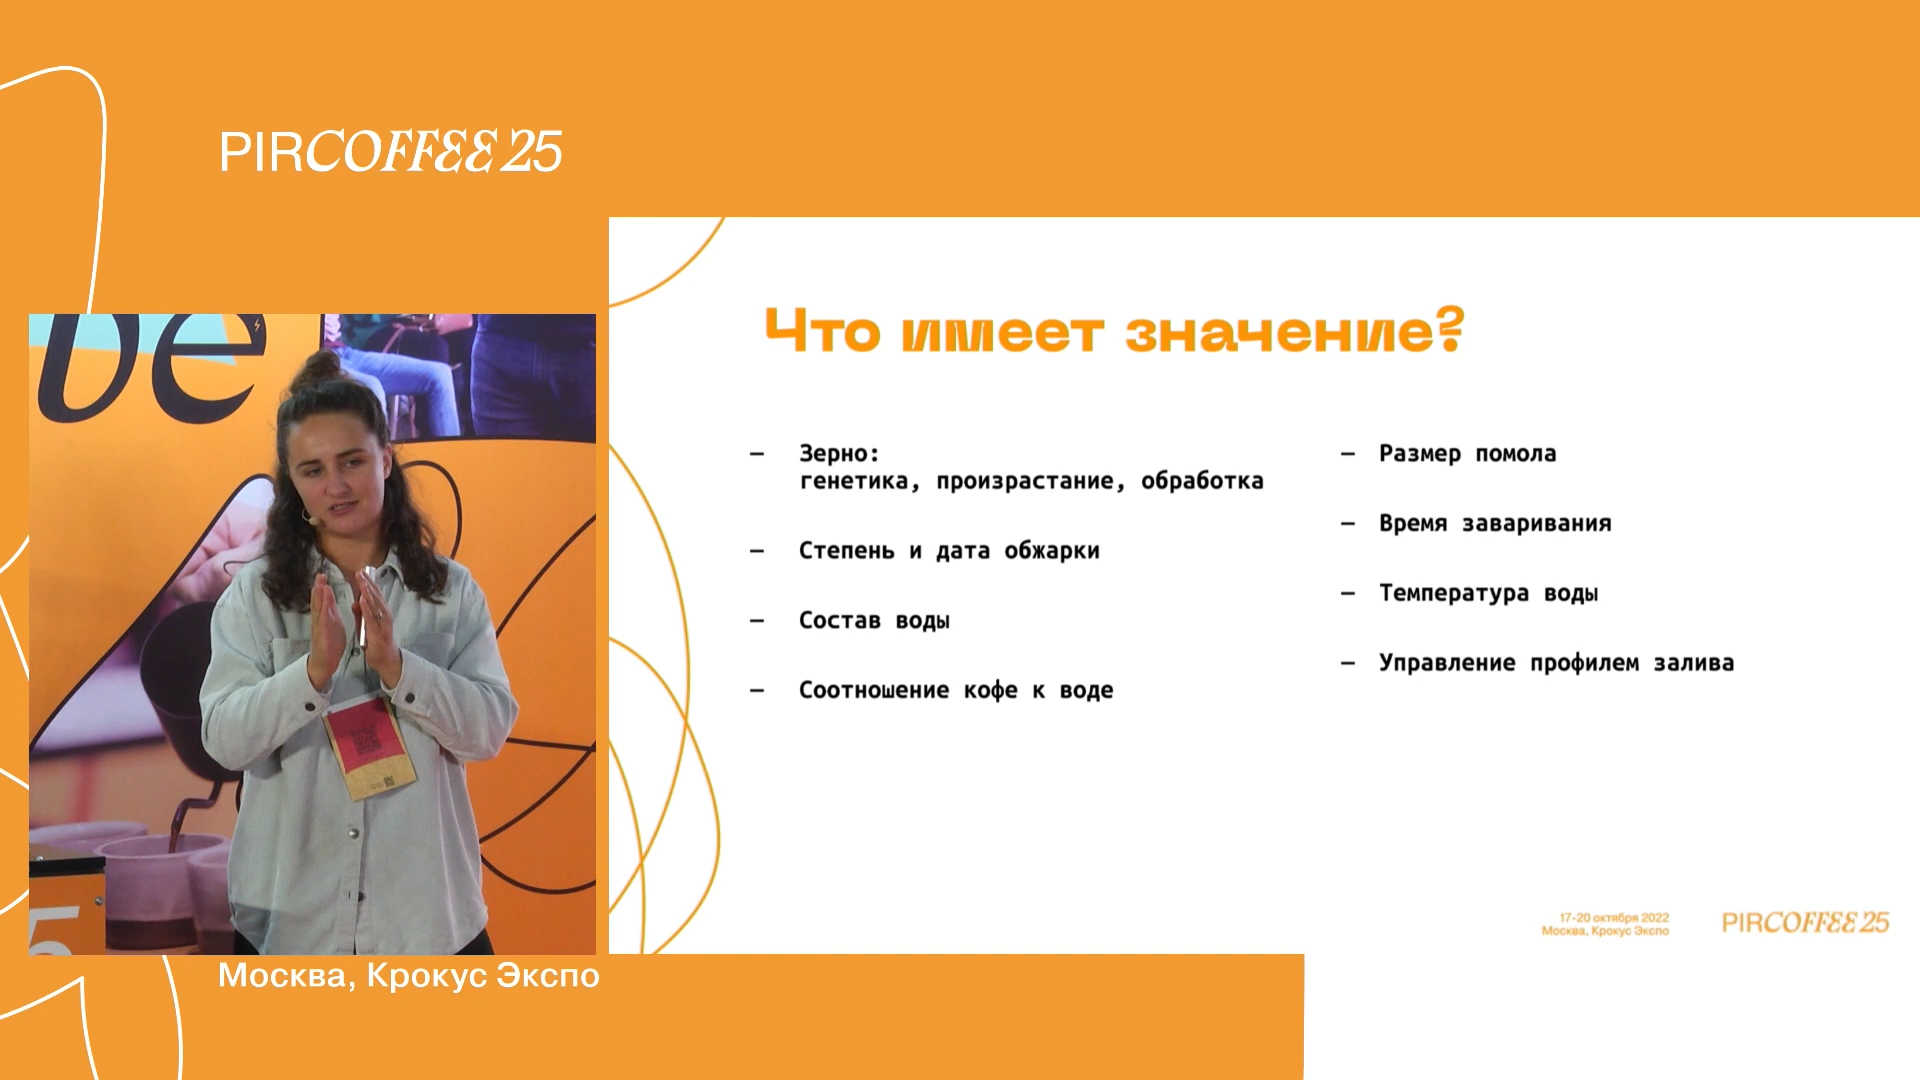 PIRCOFFEE 25
be
Что имеет значение?
– Зерно:
генетика, произрастание, обработка
– Степень и дата обжарки
– Состав воды
– Соотношение кофе к воде
– Размер помола
– Время заваривания
– Температура воды
– Управление профилем залива
17-20 октября 2022
Москва, Крокус Экспо
PIRCOFFEE 25
5
Москва, Крокус Экспо